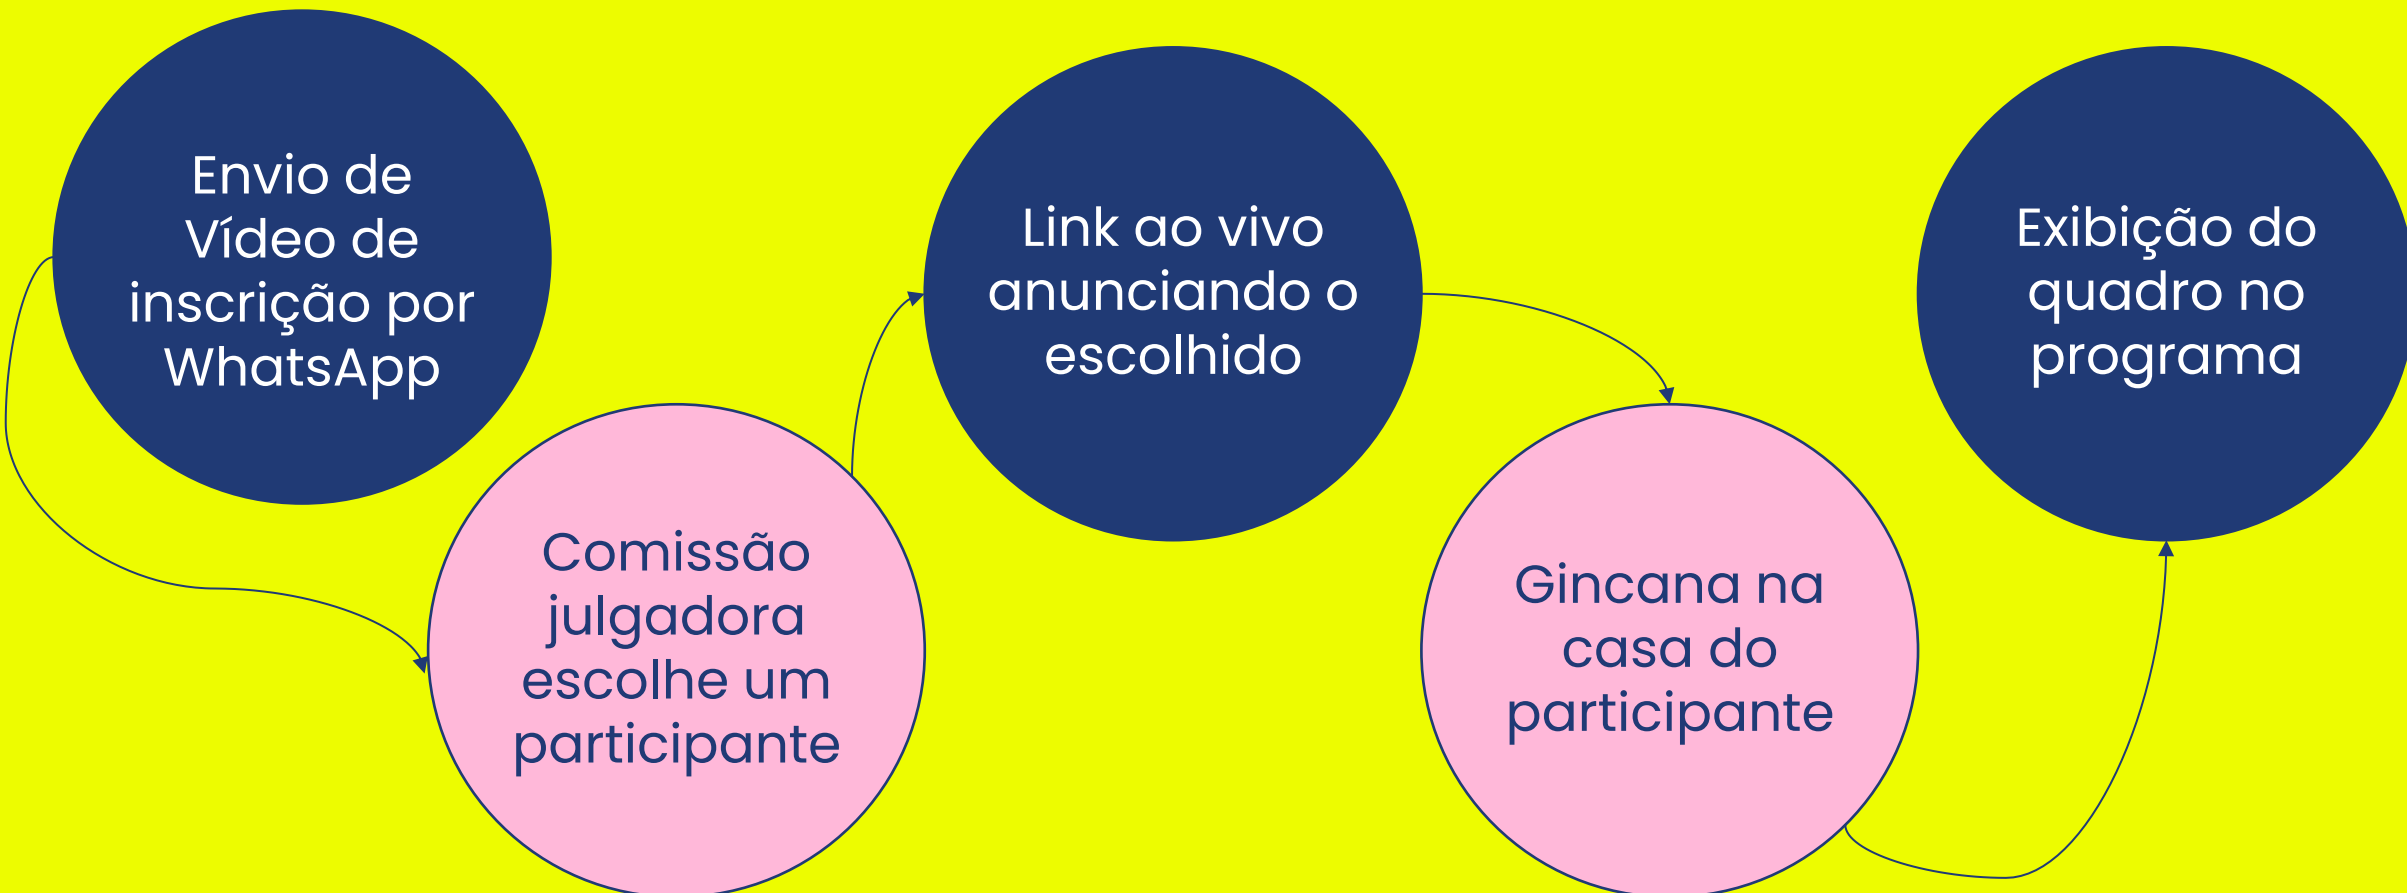 Envio de
Vídeo de
inscrição por
WhatsApp
Comissão
julgadora
escolhe um
participante
Link ao vivo
anunciando o
escolhido
Gincana na
casa do
participante
Exibição do
quadro no
programa